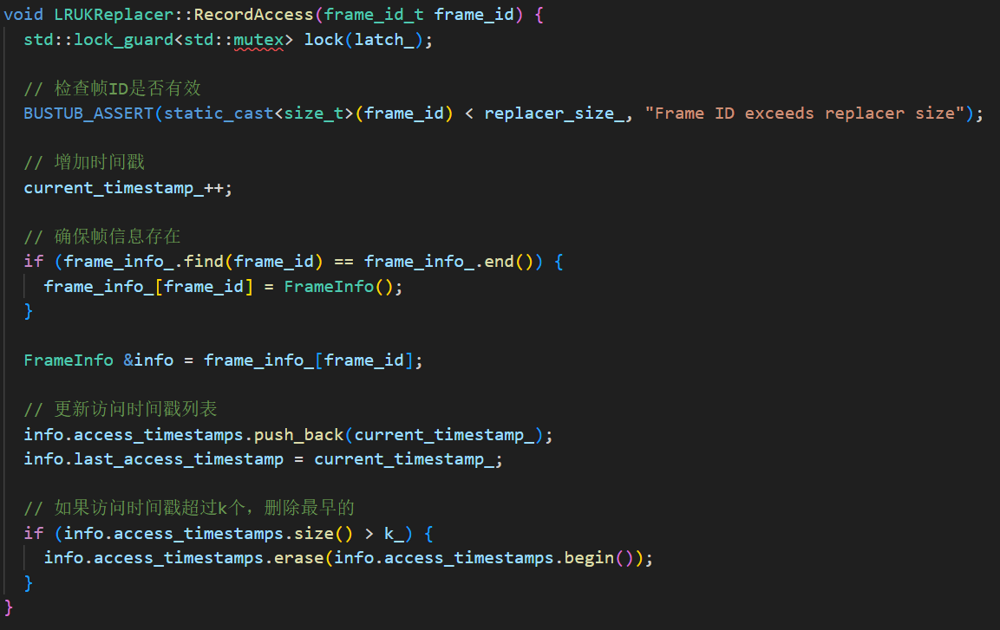 void LRUKReplacer::RecordAccess(frame_id_t frame_id) {
  std::lock_guard<std::mutex> lock(latch_);

  // 检查帧ID是否有效
  BUSTUB_ASSERT(static_cast<size_t>(frame_id) < replacer_size_, "Frame ID exceeds replacer size");

  // 增加时间戳
  current_timestamp_++;

  // 确保帧信息存在
  if (frame_info_.find(frame_id) == frame_info_.end()) {
    frame_info_[frame_id] = FrameInfo();
  }

  FrameInfo &info = frame_info_[frame_id];

  // 更新访问时间戳列表
  info.access_timestamps.push_back(current_timestamp_);
  info.last_access_timestamp = current_timestamp_;

  // 如果访问时间戳超过k个，删除最早的
  if (info.access_timestamps.size() > k_) {
    info.access_timestamps.erase(info.access_timestamps.begin());
  }
}